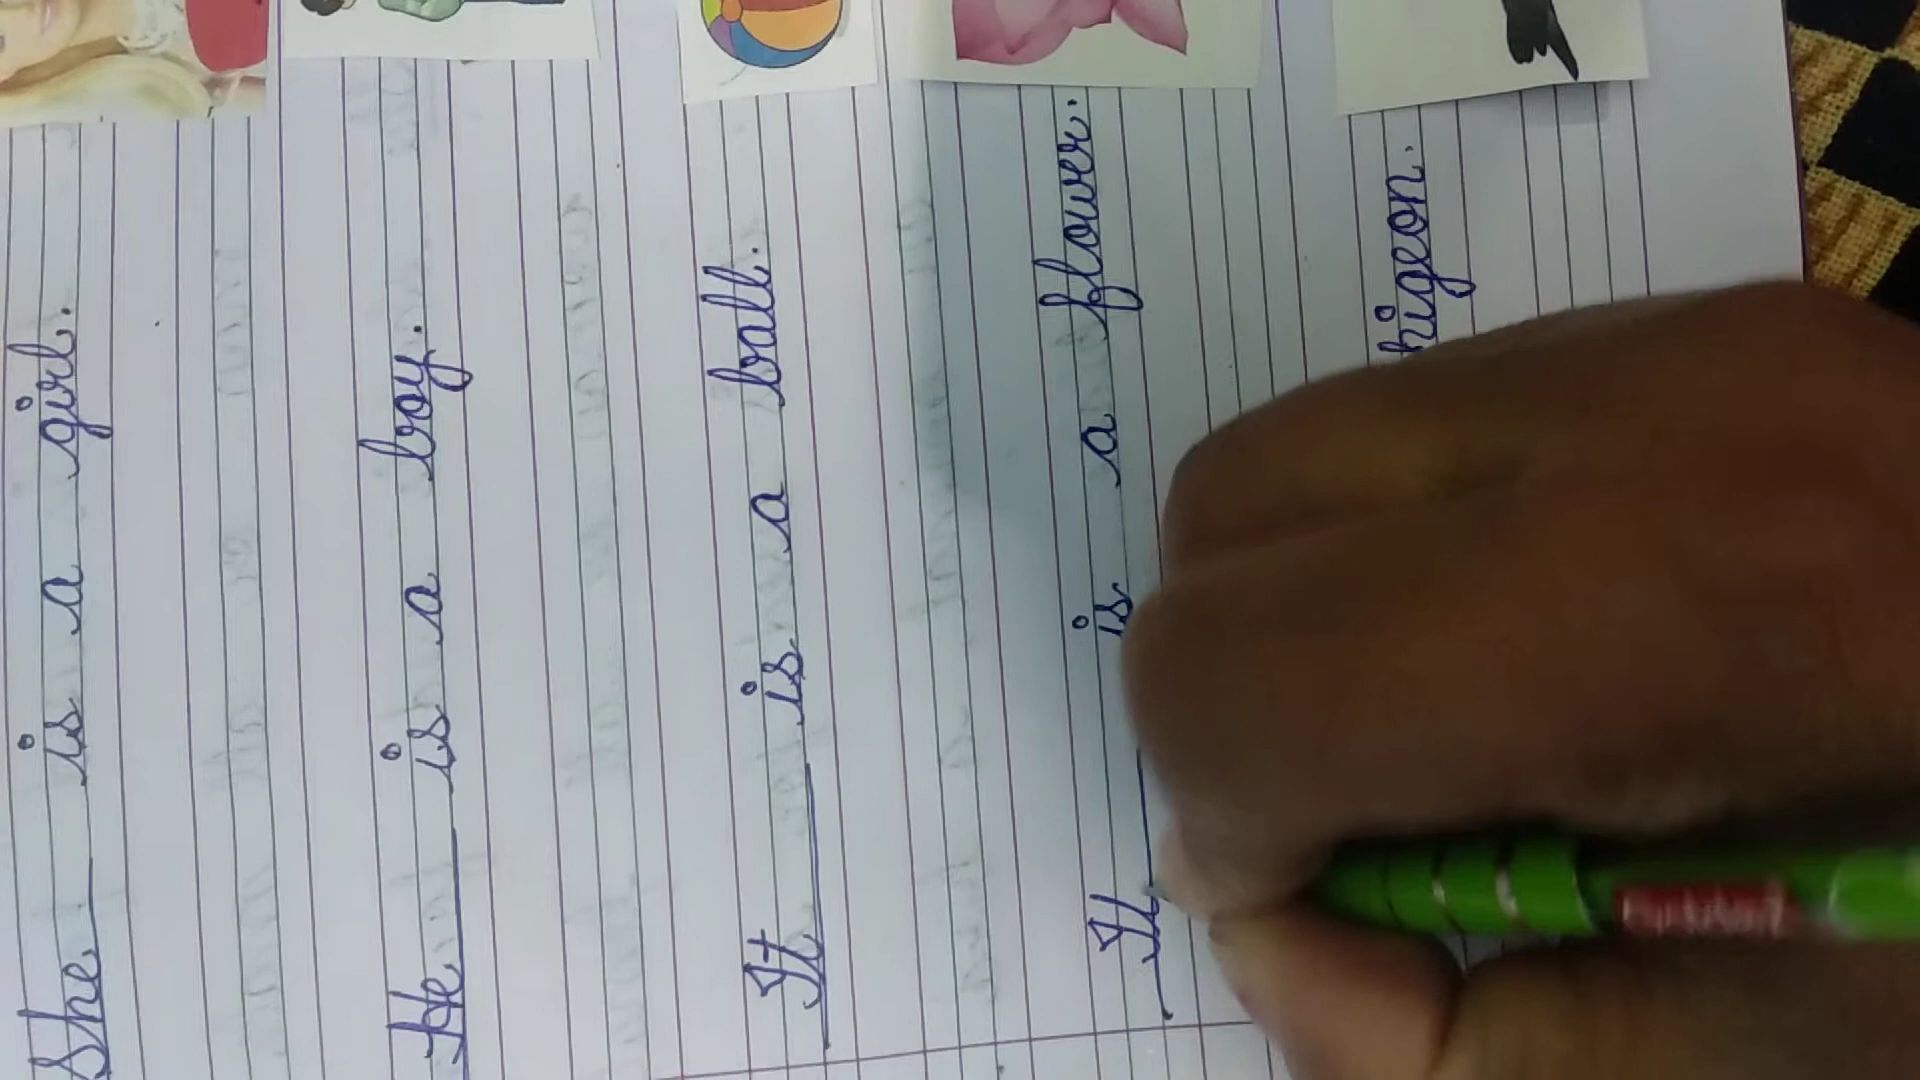 She is a girl.
He is a boy.
It is a ball.
It is a flower.
pigeon.